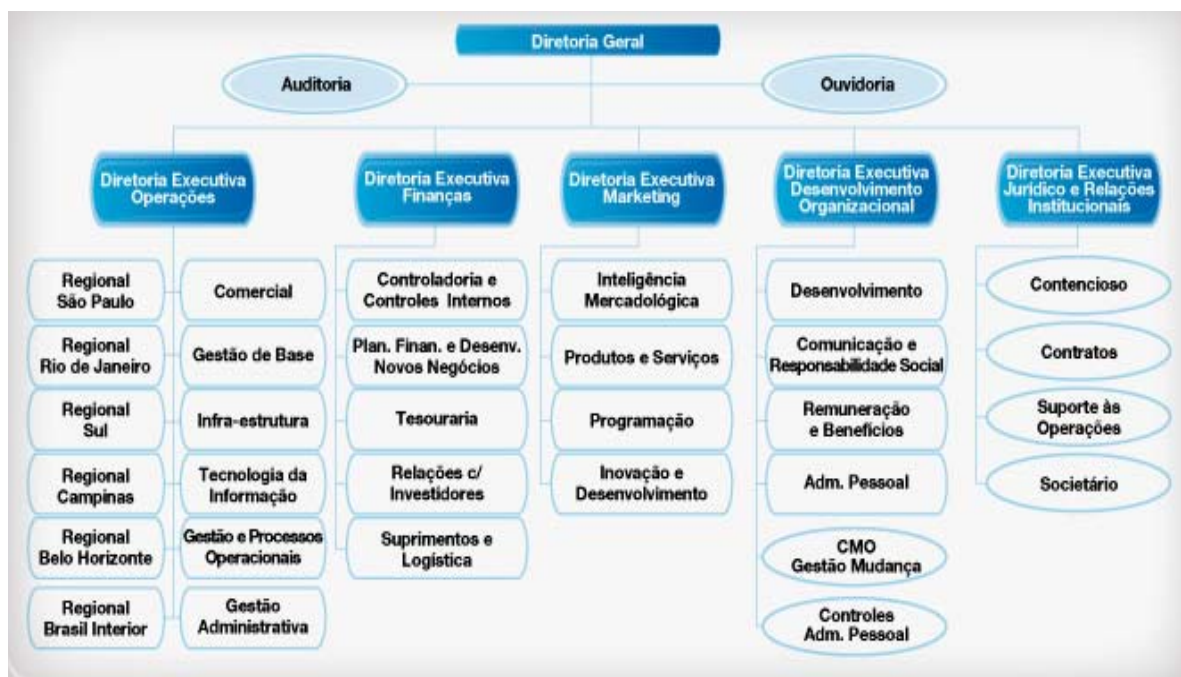 Diretoria Geral
Auditoria
Ouvidoria
Diretoria Executiva
Operações
Diretoria Executiva
Finanças
Diretoria Executiva
Marketing
Diretoria Executiva
Desenvolvimento
Organizacional
Diretoria Executiva
Jurídico e Relações
Institucionais
Regional
São Paulo
Regional
Rio de Janeiro
Regional
Sul
Regional
Campinas
Regional
Belo Horizonte
Regional
Brasil Interior
Comercial
Gestão de Base
Infra-estrutura
Tecnologia da
Informação
Gestão e Processos
Operacionais
Gestão
Administrativa
Controladoria e
Controles Internos
Plan. Finan. e Desenv.
Novos Negócios
Tesouraria
Relações c/
Investidores
Suprimentos e
Logística
Inteligência
Mercadológica
Produtos e Serviços
Programação
Inovação e
Desenvolvimento
Desenvolvimento
Comunicação e
Responsabilidade Social
Remuneração
e Benefícios
Adm. Pessoal
CMO
Gestão Mudança
Controles
Adm. Pessoal
Contencioso
Contratos
Suporte às
Operações
Societário